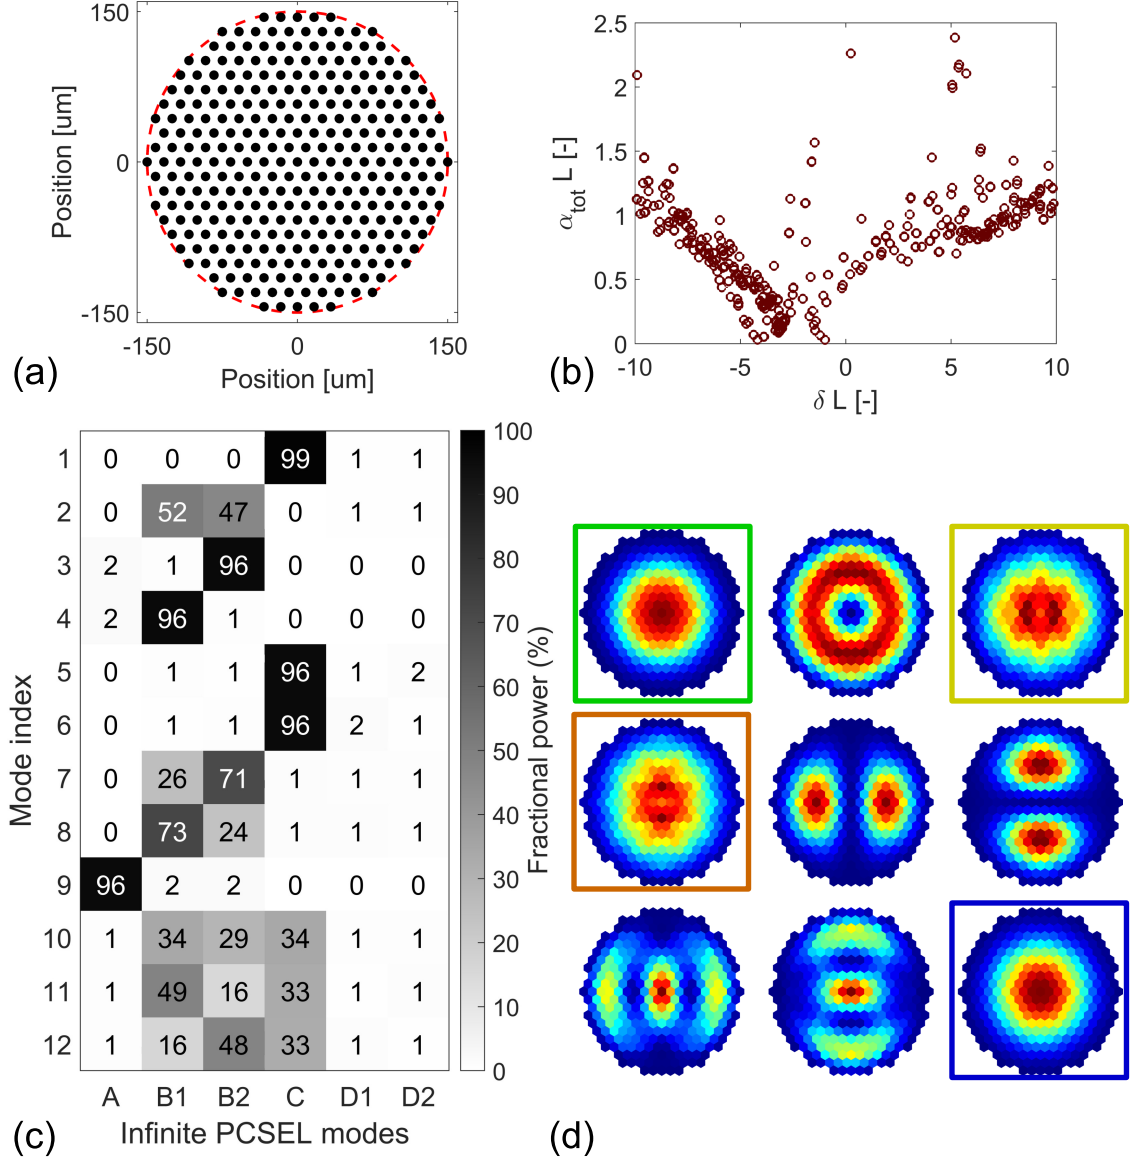 150
0
-150
Position [um]
-150 0 150
Position [um]
(a)
2.5
2
1.5
1
0.5
0
α_tot L [-]
-10 -5 0 5 10
δ L [-]
(b)
1 0 0 0 99 1 1
2 0 52 47 0 1 1
3 2 1 96 0 0 0
4 2 96 1 0 0 0
5 0 1 1 96 1 2
6 0 1 1 96 2 1
7 0 26 71 1 1 1
8 0 73 24 1 1 1
9 96 2 2 0 0 0
10 1 34 29 34 1 1
11 1 49 16 33 1 1
12 1 16 48 33 1 1
Mode index
A B1 B2 C D1 D2
Infinite PCSEL modes
100
90
80
70
60
50
40
30
20
10
0
Fractional power (%)
(c)
(d)